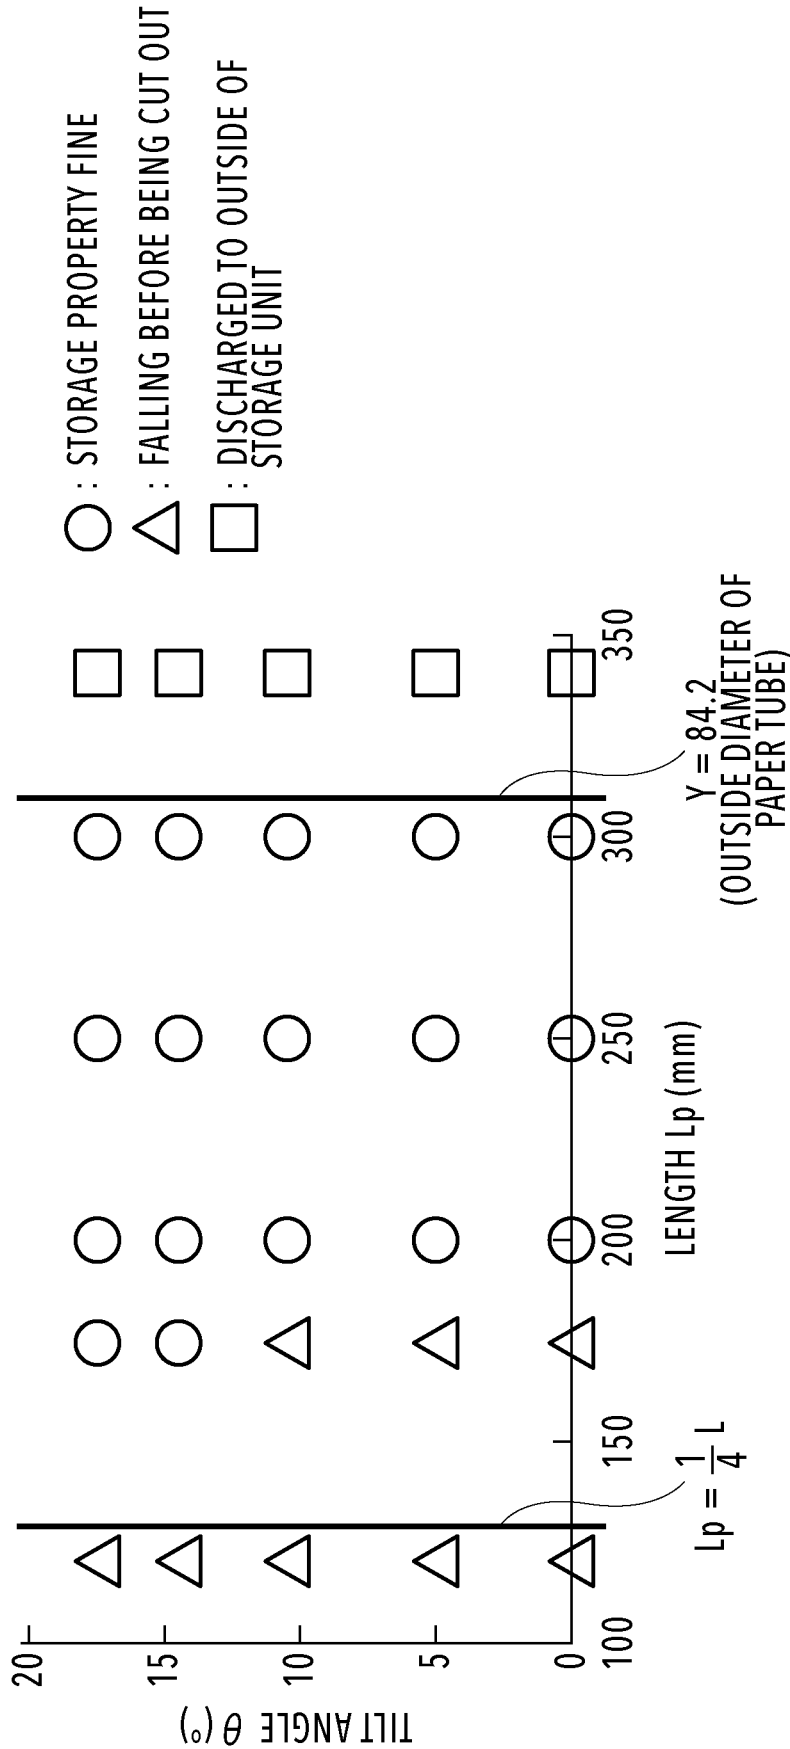 ○ : STORAGE PROPERTY FINE
△ : FALLING BEFORE BEING CUT OUT
□ : DISCHARGED TO OUTSIDE OF
STORAGE UNIT
TILT ANGLE θ (°)
20
15
10
5
0
100
150
200
250
300
350
LENGTH Lp (mm)
Lp = 1/4 L
Y = 84.2
(OUTSIDE DIAMETER OF
PAPER TUBE)